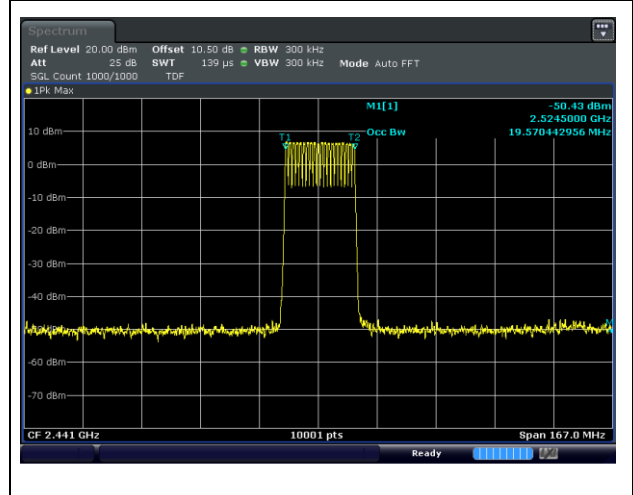 Spectrum
Ref Level 20.00 dBm Offset 10.50 dB RBW 300 kHz
Att 25 dB SWT 139 µs VBW 300 kHz Mode Auto FFT
SGL Count 1000/1000 TDF
1Pk Max
M1[1] -50.43 dBm
2.5245000 GHz
10 dBm
T1 T2 Occ Bw 19.570442956 MHz
0 dBm
-10 dBm
-20 dBm
-30 dBm
-40 dBm
-60 dBm
-70 dBm
CF 2.441 GHz 10001 pts Span 167.0 MHz
Ready